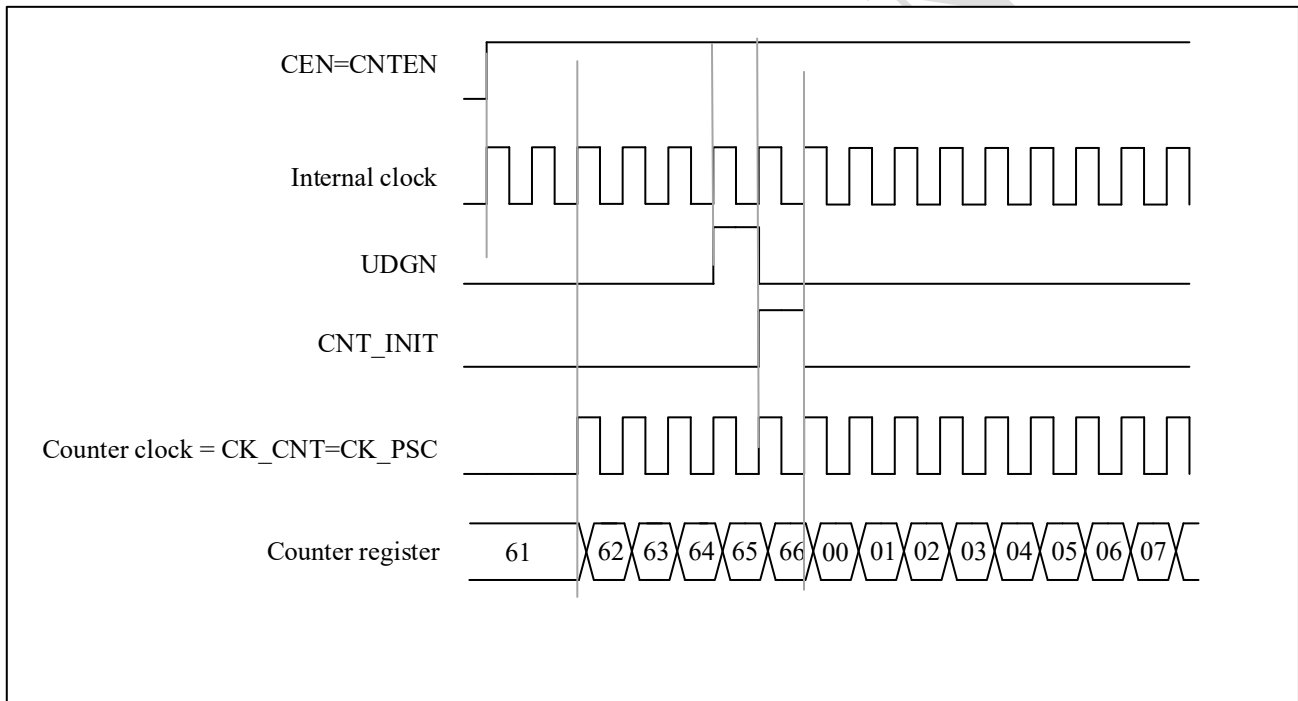 CEN=CNTEN
Internal clock
UDGN
CNT_INIT
Counter clock = CK_CNT=CK_PSC
Counter register 61 62 63 64 65 66 00 01 02 03 04 05 06 07